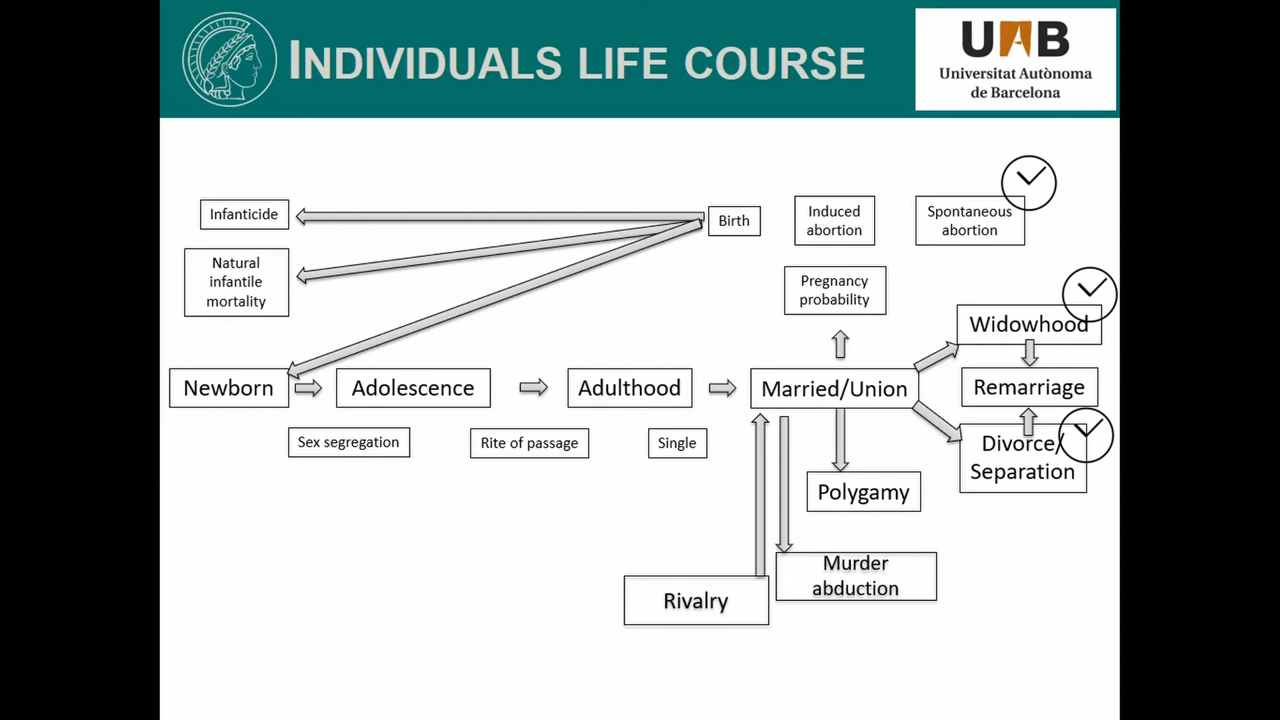 INDIVIDUALS LIFE COURSE
UAB
Universitat Autònoma
de Barcelona
Infanticide
Birth
Induced
abortion
Spontaneous
abortion
Natural
infantile
mortality
Pregnancy
probability
Widowhood
Newborn
Adolescence
Adulthood
Married/Union
Remarriage
Sex segregation
Rite of passage
Single
Divorce/
Separation
Polygamy
Murder
abduction
Rivalry